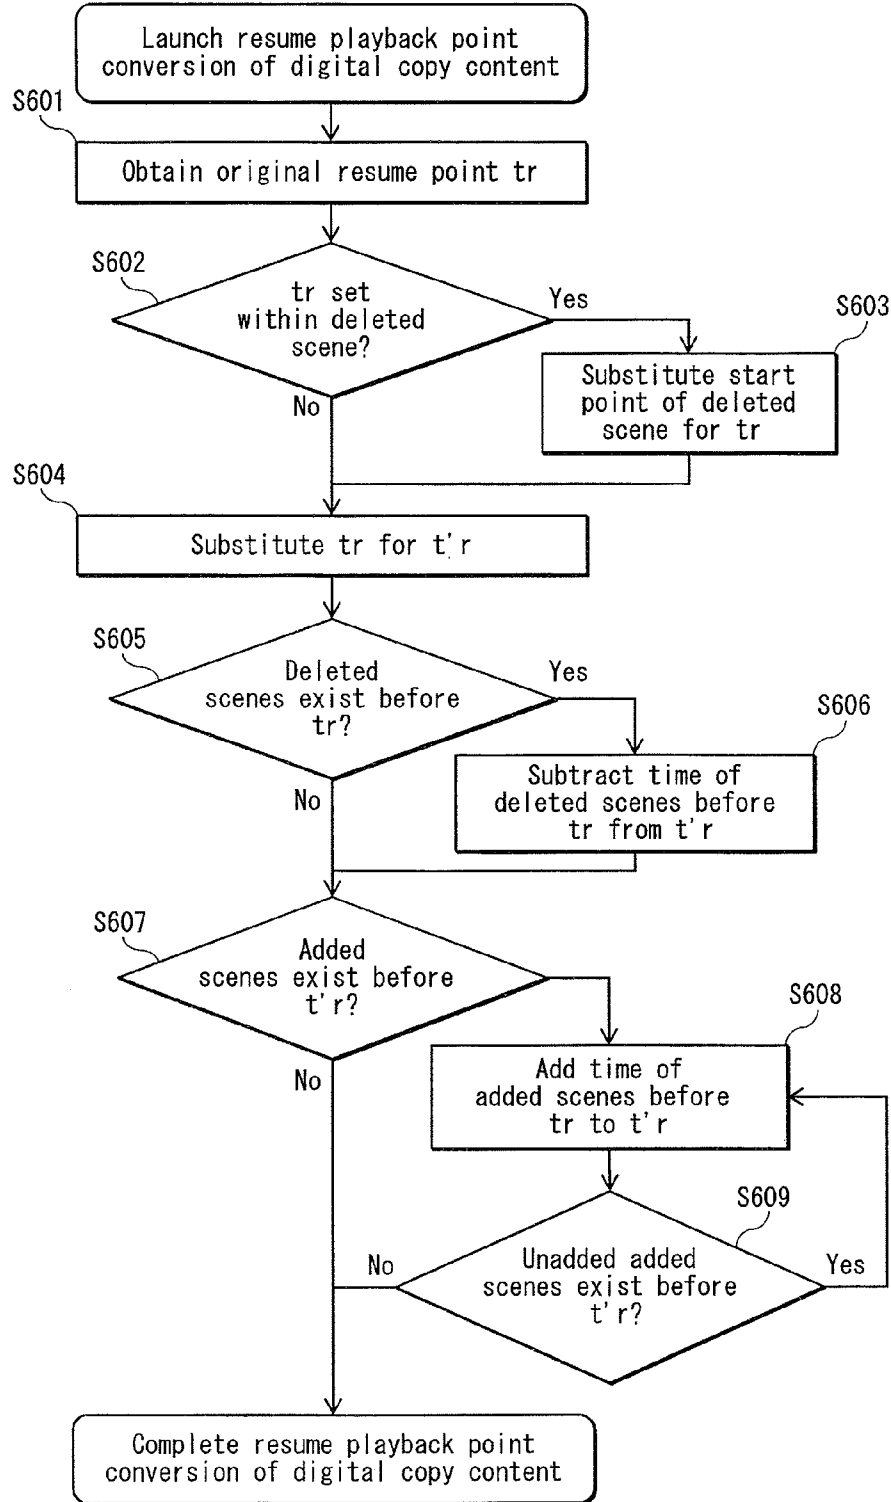 Launch resume playback point
conversion of digital copy content
S601
Obtain original resume point tr
S602
tr set
within deleted
scene?
Yes
No
S603
Substitute start
point of deleted
scene for tr
S604
Substitute tr for t'r
S605
Deleted
scenes exist before
tr?
Yes
No
S606
Subtract time of
deleted scenes before
tr from t'r
S607
Added
scenes exist before
t'r?
No
S608
Add time of
added scenes before
tr to t'r
S609
Unadded added
scenes exist before
t'r?
No
Yes
Complete resume playback point
conversion of digital copy content